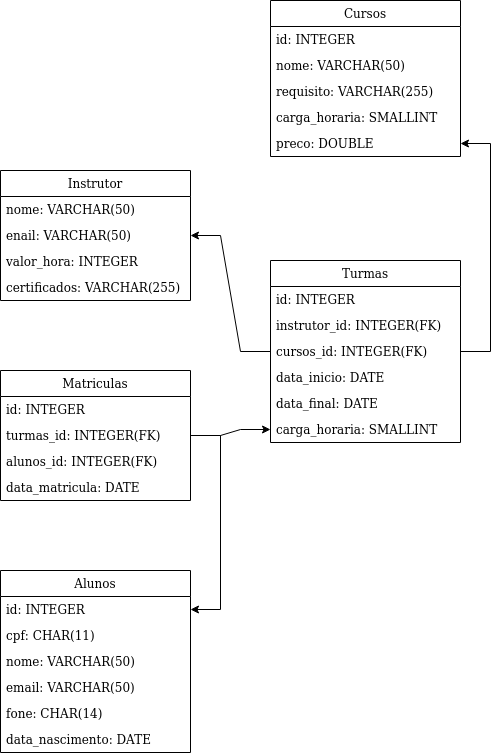 Cursos
id: INTEGER
nome: VARCHAR(50)
requisito: VARCHAR(255)
carga_horaria: SMALLINT
preco: DOUBLE
Instrutor
nome: VARCHAR(50)
enail: VARCHAR(50)
valor_hora: INTEGER
certificados: VARCHAR(255)
Turmas
id: INTEGER
instrutor_id: INTEGER(FK)
cursos_id: INTEGER(FK)
data_inicio: DATE
data_final: DATE
carga_horaria: SMALLINT
Matriculas
id: INTEGER
turmas_id: INTEGER(FK)
alunos_id: INTEGER(FK)
data_matricula: DATE
Alunos
id: INTEGER
cpf: CHAR(11)
nome: VARCHAR(50)
email: VARCHAR(50)
fone: CHAR(14)
data_nascimento: DATE